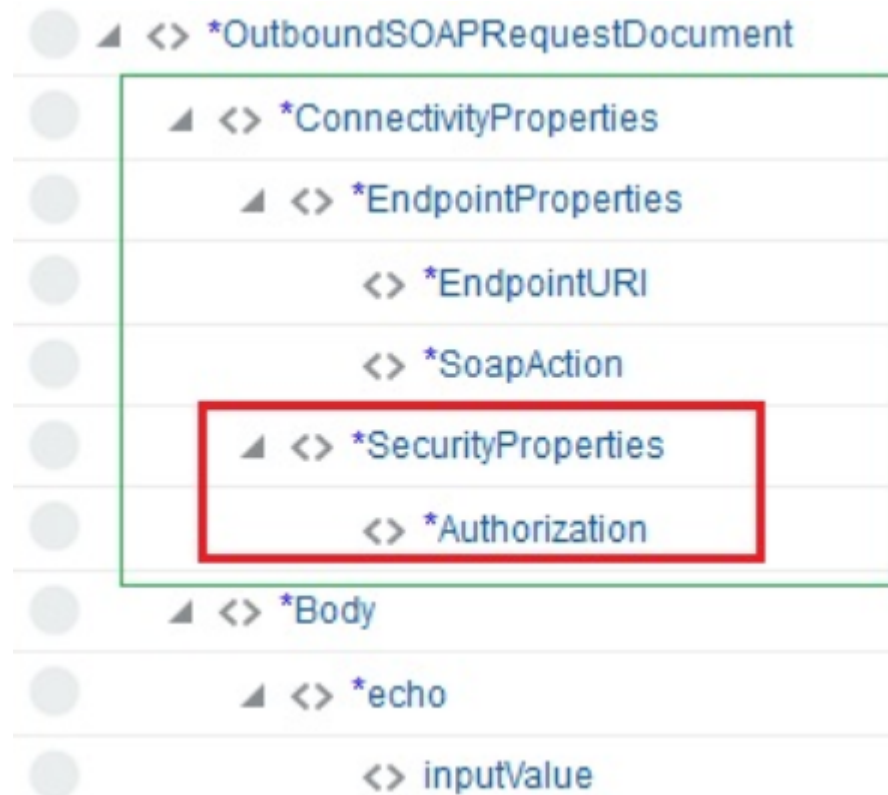 *OutboundSOAPRequestDocument
*ConnectivityProperties
*EndpointProperties
*EndpointURI
*SoapAction
*SecurityProperties
*Authorization
*Body
*echo
inputValue